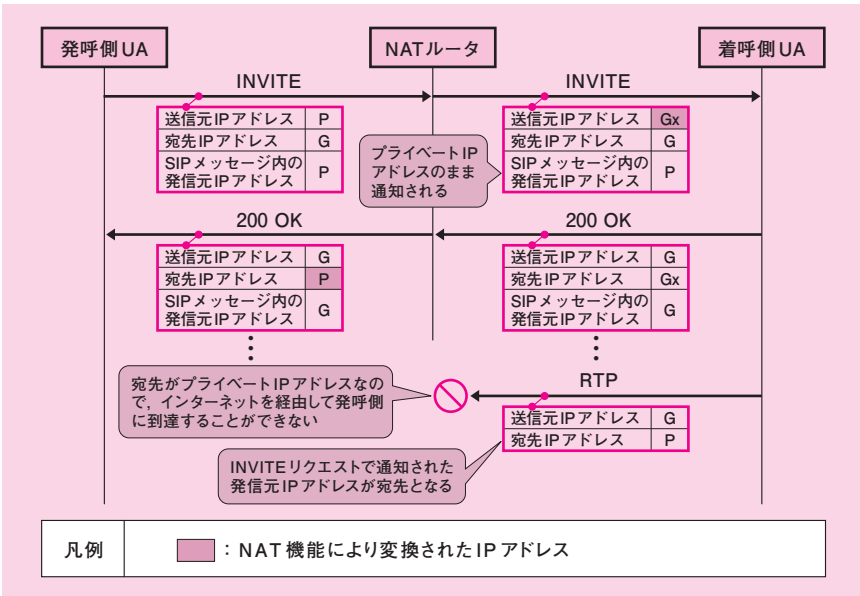 発呼側UA
NATルータ
着呼側UA
INVITE
INVITE
送信元IPアドレス P
宛先IPアドレス G
SIPメッセージ内の
発信元IPアドレス P
送信元IPアドレス Gx
宛先IPアドレス G
SIPメッセージ内の
発信元IPアドレス P
プライベートIP
アドレスのまま
通知される
200 OK
200 OK
送信元IPアドレス G
宛先IPアドレス P
SIPメッセージ内の
発信元IPアドレス G
送信元IPアドレス G
宛先IPアドレス Gx
SIPメッセージ内の
発信元IPアドレス G
宛先がプライベートIPアドレスなの
で，インターネットを経由して発呼側
に到達することができない
RTP
送信元IPアドレス G
宛先IPアドレス P
INVITEリクエストで通知された
発信元IPアドレスが宛先となる
凡例
：NAT機能により変換されたIPアドレス